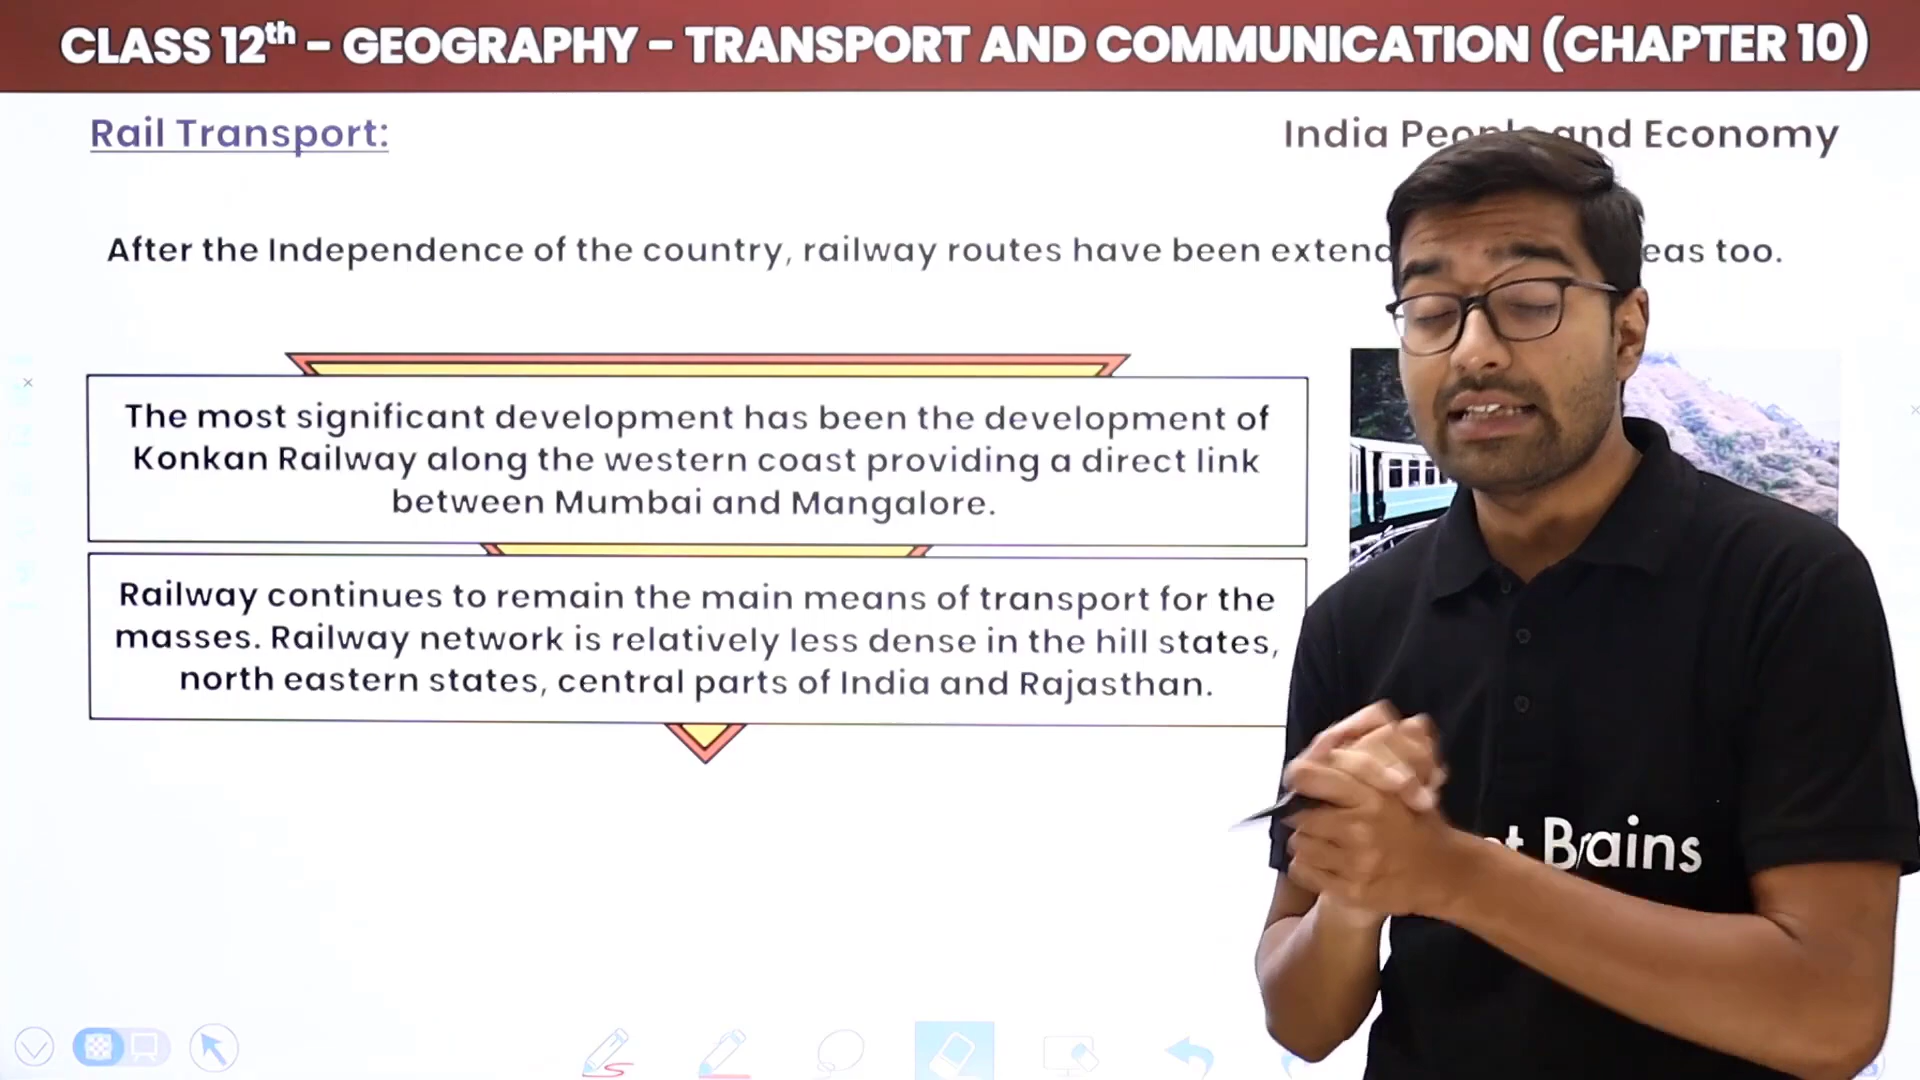 CLASS 12th - GEOGRAPHY - TRANSPORT AND COMMUNICATION (CHAPTER 10)
Rail Transport:
India and Economy
After the Independence of the country, railway routes have been too.
The most significant development has been the development of
Konkan Railway along the western coast providing a direct link
between Mumbai and Mangalore.
Railway continues to remain the main means of transport for the
masses. Railway network is relatively less dense in the hill states,
north eastern states, central parts of India and Rajasthan.
Brains